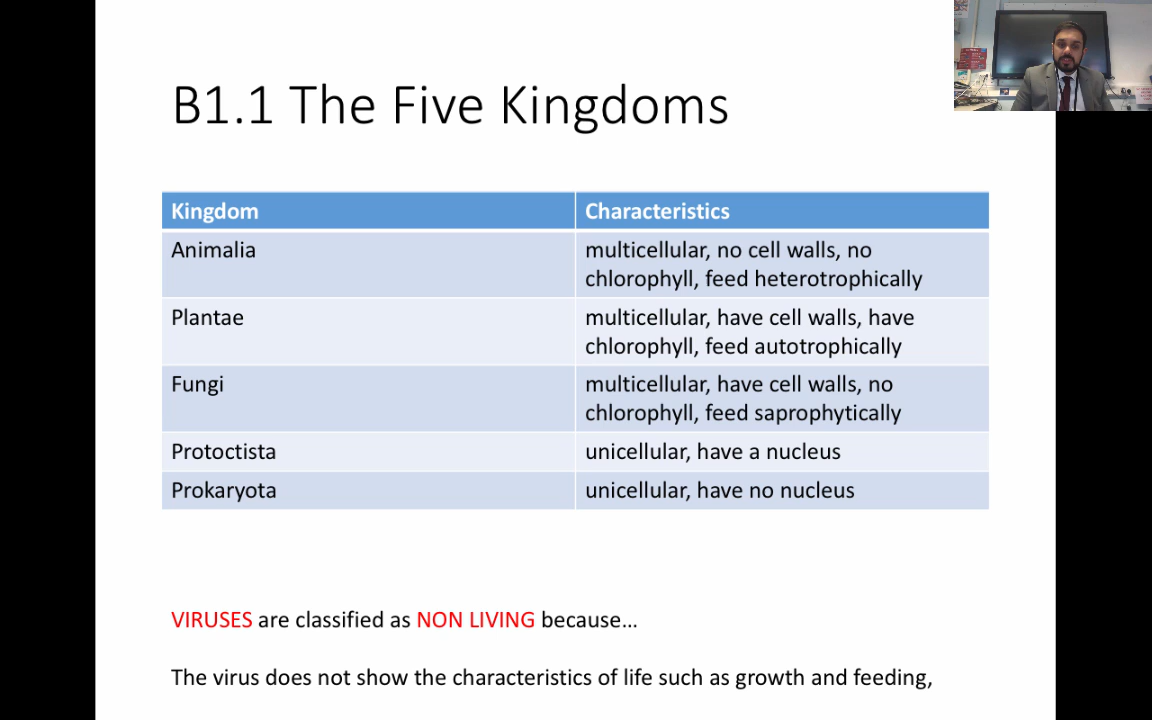 B1.1 The Five Kingdoms
Kingdom Characteristics
Animalia multicellular, no cell walls, no
chlorophyll, feed heterotrophically
Plantae multicellular, have cell walls, have
chlorophyll, feed autotrophically
Fungi multicellular, have cell walls, no
chlorophyll, feed saprophytically
Protoctista unicellular, have a nucleus
Prokaryota unicellular, have no nucleus
VIRUSES are classified as NON LIVING because...
The virus does not show the characteristics of life such as growth and feeding,